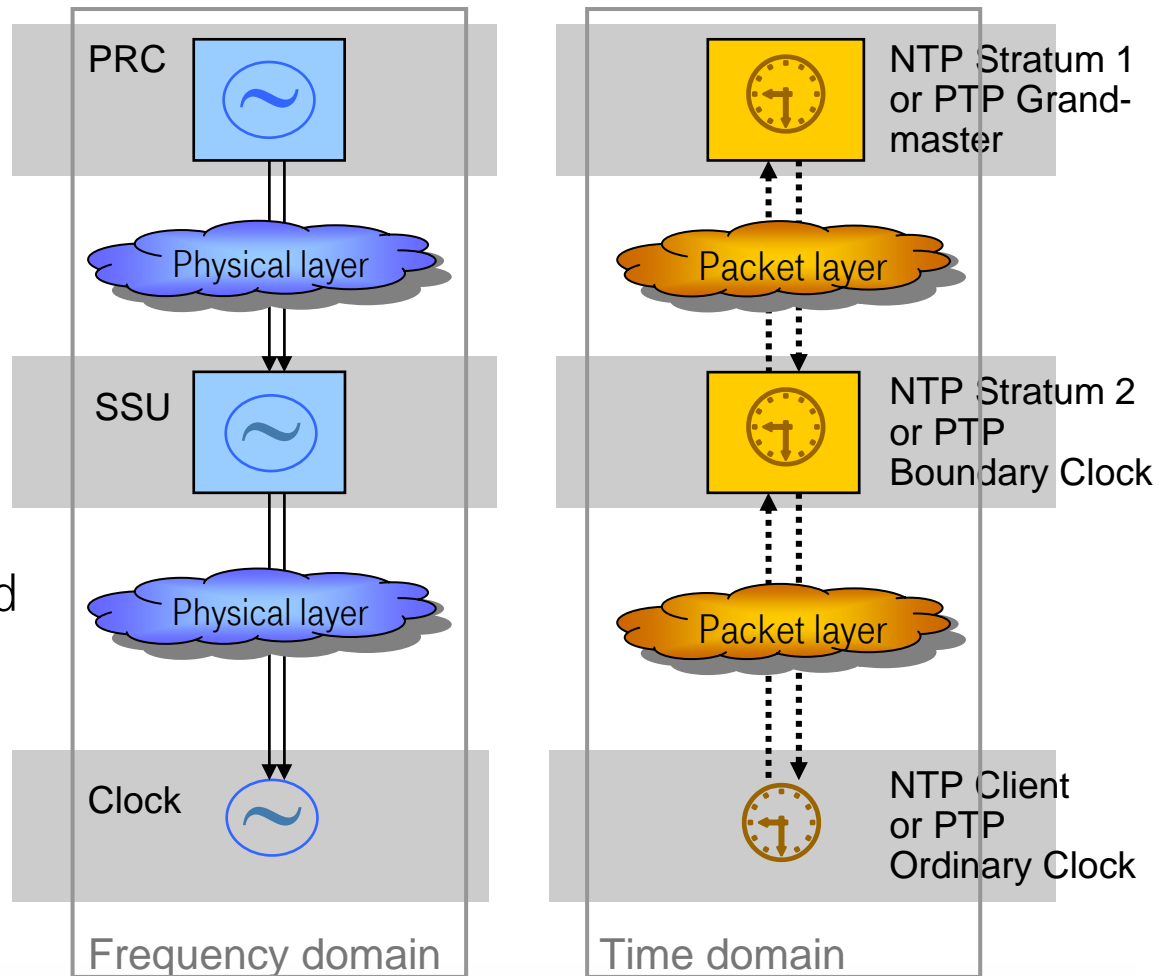 PRC
NTP Stratum 1
or PTP Grand-
master
Physical layer
Packet layer
SSU
NTP Stratum 2
or PTP
Boundary Clock
d
Physical layer
Packet layer
Clock
NTP Client
or PTP
Ordinary Clock
Frequency domain
Time domain